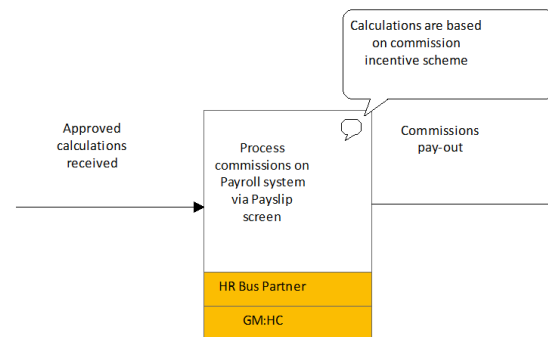 Calculations are based
on commission
incentive scheme
Approved
calculations
received
Process
commissions on
Payroll system
via Payslip
screen
Commissions
pay-out
HR Bus Partner
GM:HC